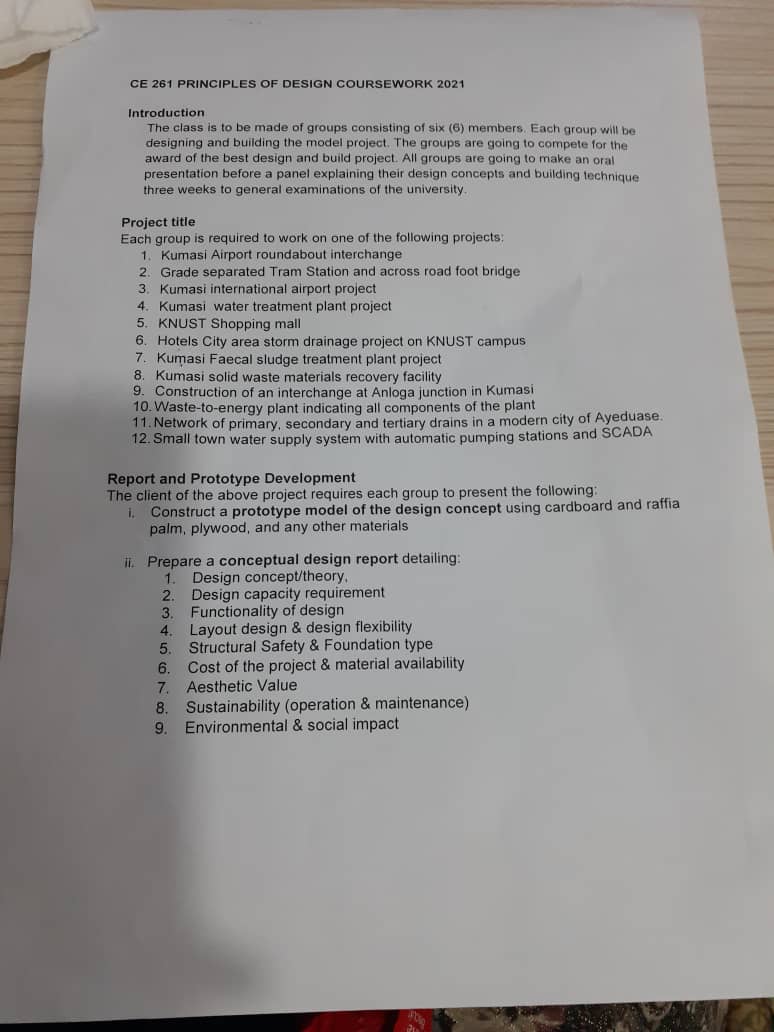 CE 261 PRINCIPLES OF DESIGN COURSEWORK 2021
Introduction
The class is to be made of groups consisting of six (6) members. Each group will be
designing and building the model project. The groups are going to compete for the
award of the best design and build project. All groups are going to make an oral
presentation before a panel explaining their design concepts and building technique
three weeks to general examinations of the university.
Project title
Each group is required to work on one of the following projects:
1. Kumasi Airport roundabout interchange
2. Grade separated Tram Station and across road foot bridge
3. Kumasi international airport project
4. Kumasi water treatment plant project
5. KNUST Shopping mall
6. Hotels City area storm drainage project on KNUST campus
7. Kumasi Faecal sludge treatment plant project
8. Kumasi solid waste materials recovery facility
9. Construction of an interchange at Anloga junction in Kumasi
10. Waste-to-energy plant indicating all components of the plant
11. Network of primary, secondary and tertiary drains in a modern city of Ayeduase.
12. Small town water supply system with automatic pumping stations and SCADA
Report and Prototype Development
The client of the above project requires each group to present the following:
i. Construct a prototype model of the design concept using cardboard and raffia
palm, plywood, and any other materials
ii. Prepare a conceptual design report detailing:
1. Design concept/theory,
2. Design capacity requirement
3. Functionality of design
4. Layout design & design flexibility
5. Structural Safety & Foundation type
6. Cost of the project & material availability
7. Aesthetic Value
8. Sustainability (operation & maintenance)
9. Environmental & social impact